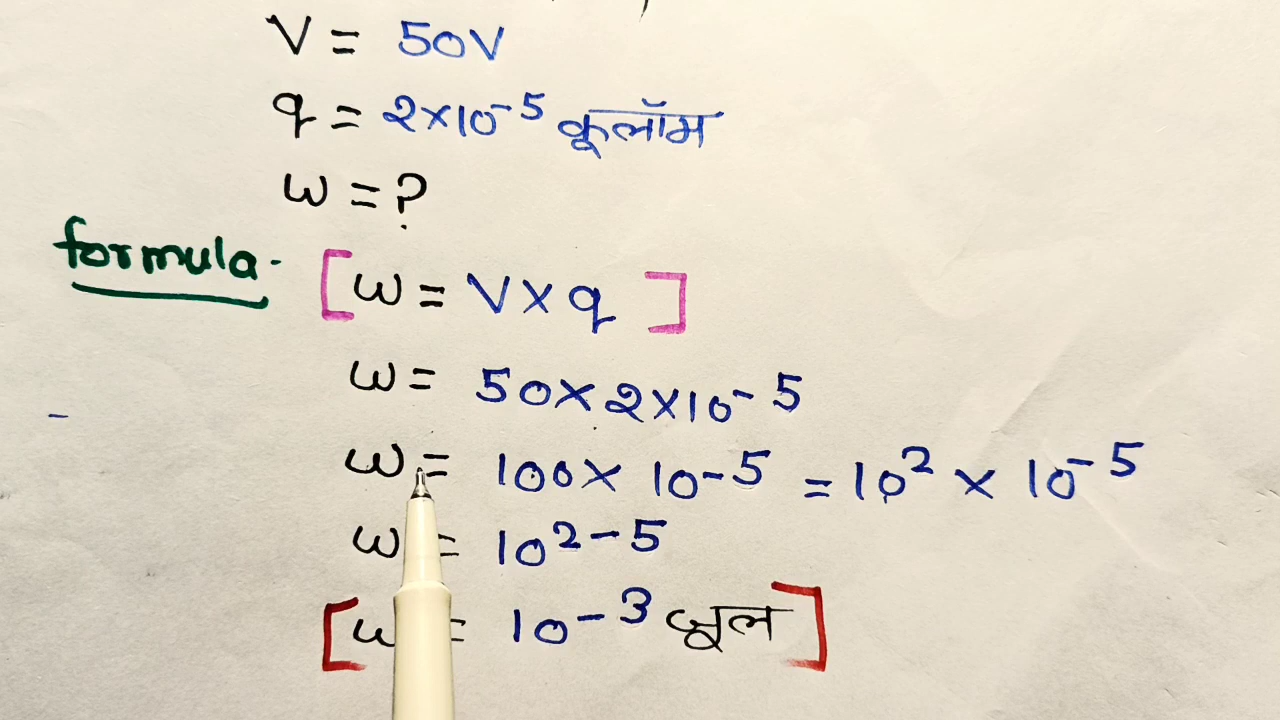 V = 50V
q = 2×10⁻⁵ कूलॉम
W = ?
formula- [W = V×q]
W = 50×2×10⁻⁵
W = 100×10⁻⁵ = 10² × 10⁻⁵
W = 10²⁻⁵
[W = 10⁻³ जूल]